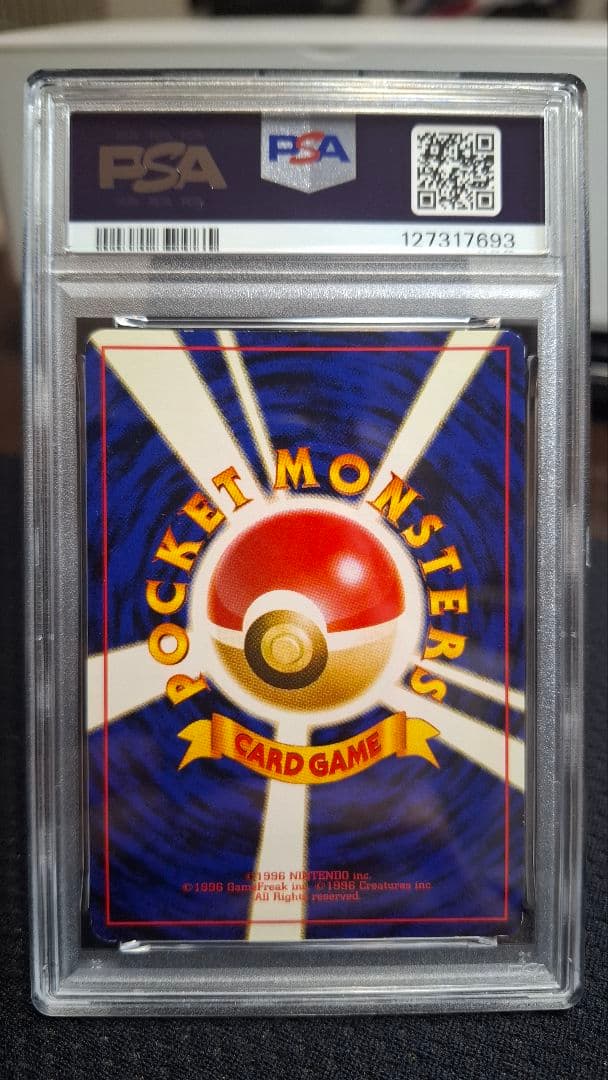 PSA
PSA
127317693
POCKET MONSTERS
CARD GAME
©1996 NINTENDO inc.
©1996 GameFreak inc. ©1996 Creatures inc.
All Rights reserved.